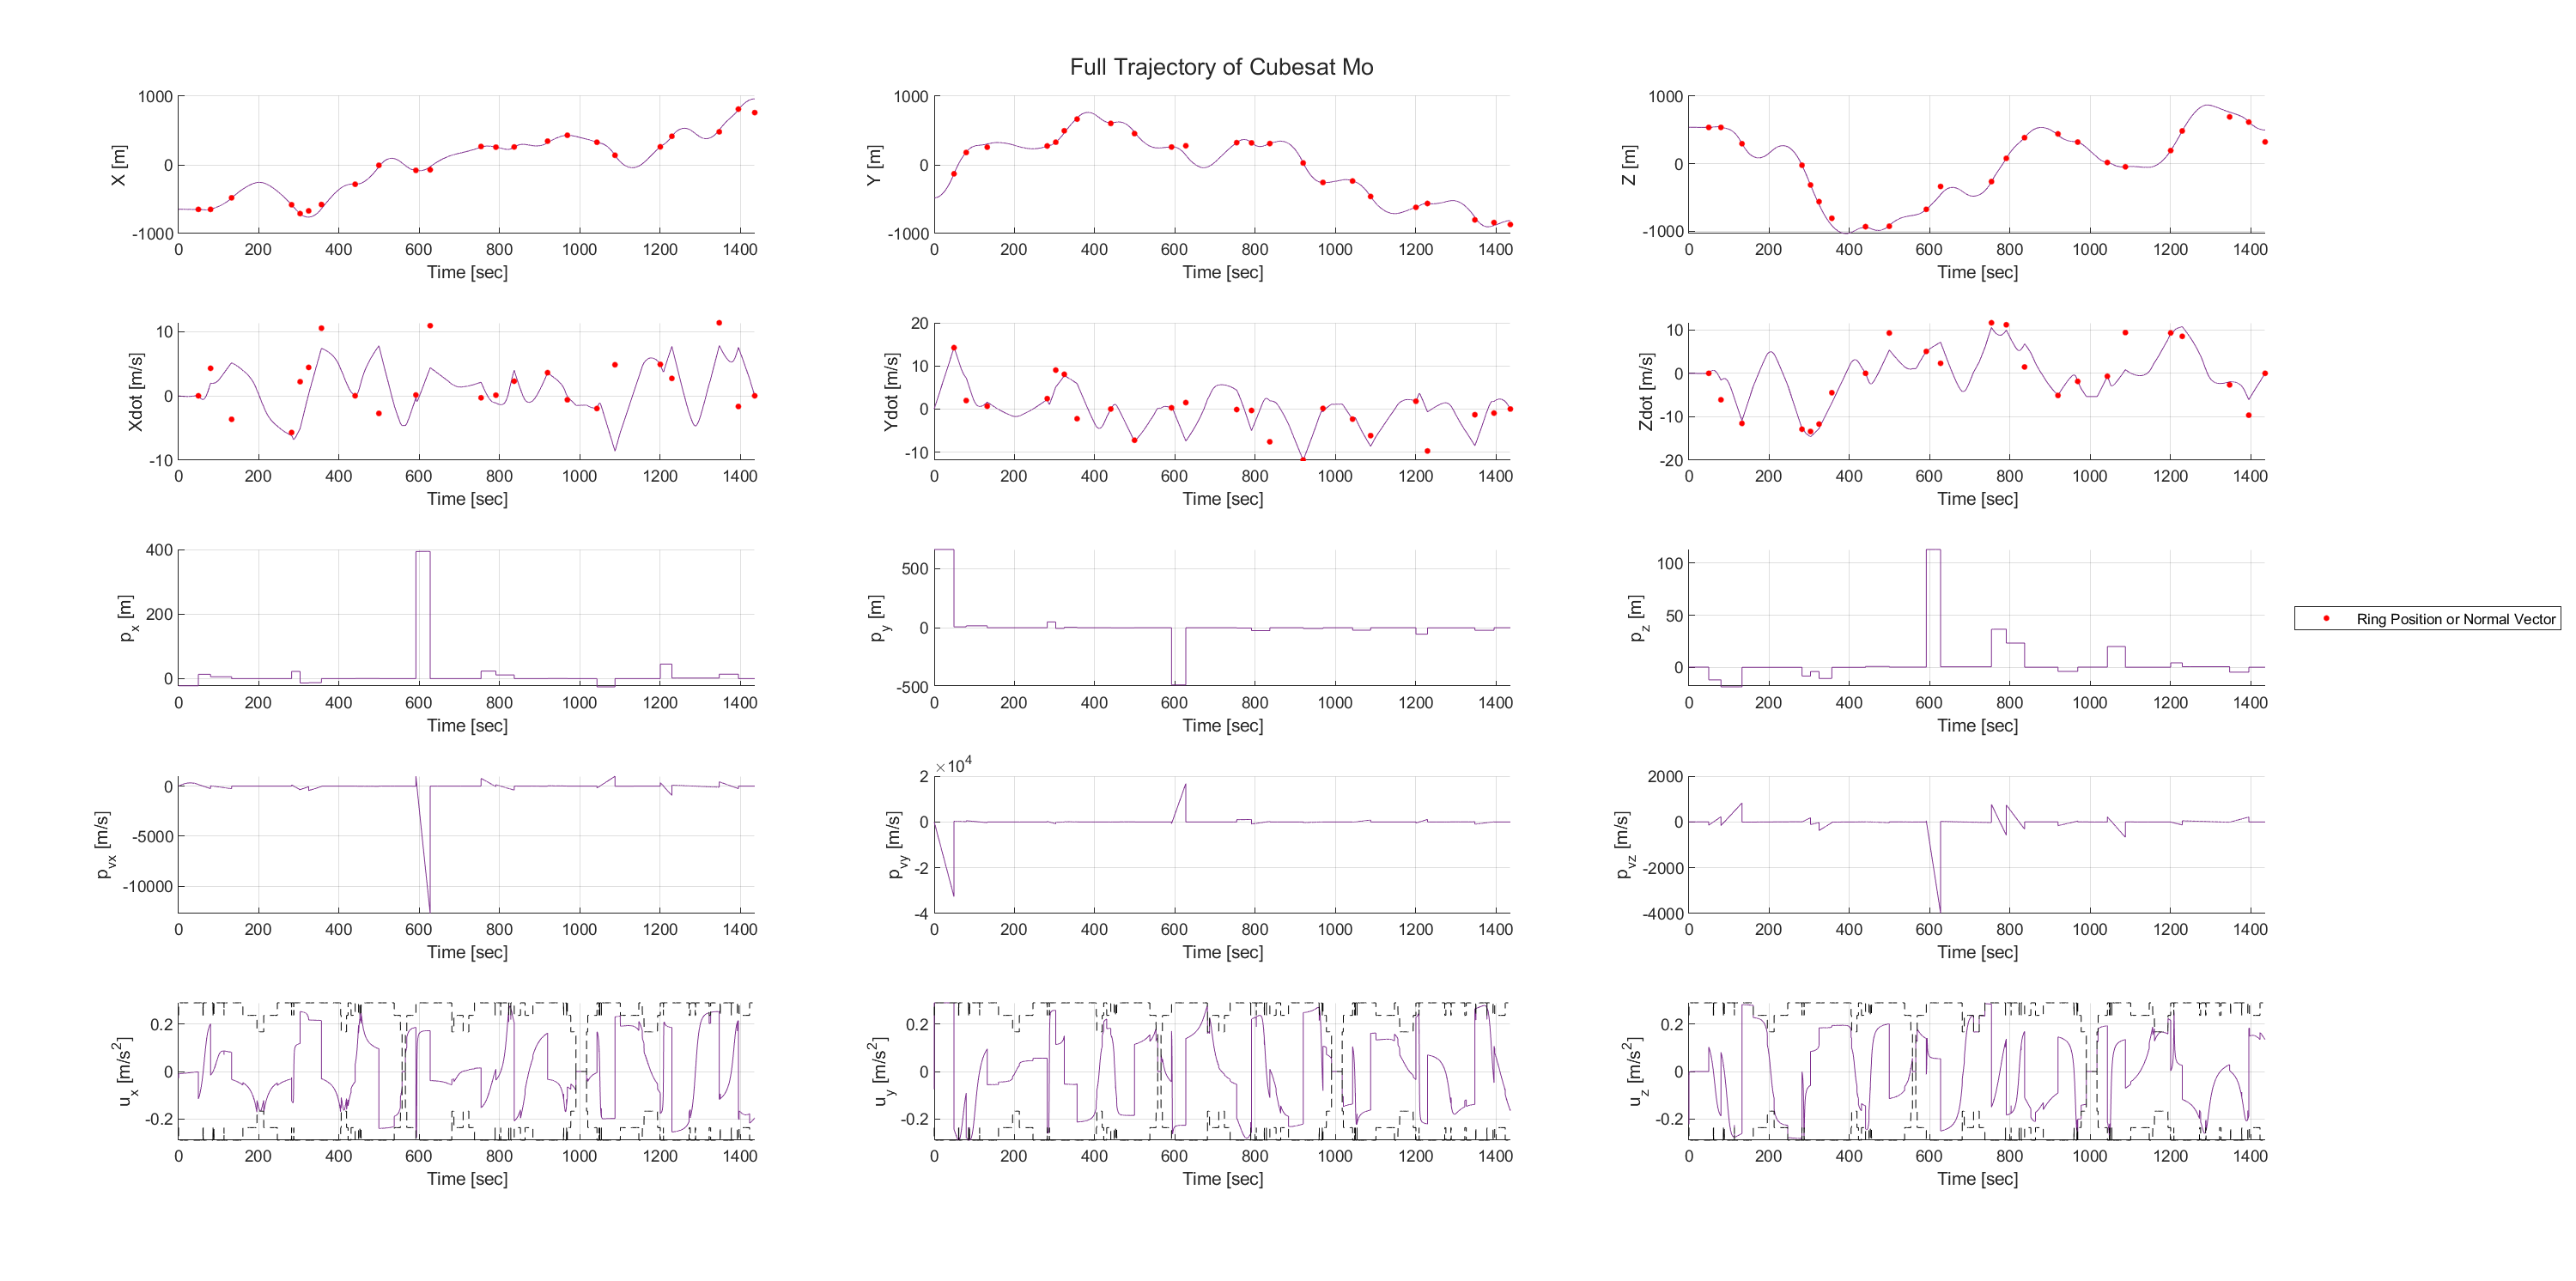 Full Trajectory of Cubesat Mo
X [m]
1000
0
-1000
0 200 400 600 800 1000 1200 1400
Time [sec]
Y [m]
1000
0
-1000
0 200 400 600 800 1000 1200 1400
Time [sec]
Z [m]
1000
0
-1000
0 200 400 600 800 1000 1200 1400
Time [sec]
Xdot [m/s]
10
0
-10
0 200 400 600 800 1000 1200 1400
Time [sec]
Ydot [m/s]
20
10
0
-10
0 200 400 600 800 1000 1200 1400
Time [sec]
Zdot [m/s]
10
0
-10
-20
0 200 400 600 800 1000 1200 1400
Time [sec]
p_x [m]
400
200
0
0 200 400 600 800 1000 1200 1400
Time [sec]
p_y [m]
500
0
-500
0 200 400 600 800 1000 1200 1400
Time [sec]
p_z [m]
100
50
0
0 200 400 600 800 1000 1200 1400
Time [sec]
Ring Position or Normal Vector
p_vx [m/s]
0
-5000
-10000
0 200 400 600 800 1000 1200 1400
Time [sec]
×10^4
p_vy [m/s]
2
0
-2
-4
0 200 400 600 800 1000 1200 1400
Time [sec]
p_vz [m/s]
2000
0
-2000
-4000
0 200 400 600 800 1000 1200 1400
Time [sec]
u_x [m/s^2]
0.2
0
-0.2
0 200 400 600 800 1000 1200 1400
Time [sec]
u_y [m/s^2]
0.2
0
-0.2
0 200 400 600 800 1000 1200 1400
Time [sec]
u_z [m/s^2]
0.2
0
-0.2
0 200 400 600 800 1000 1200 1400
Time [sec]